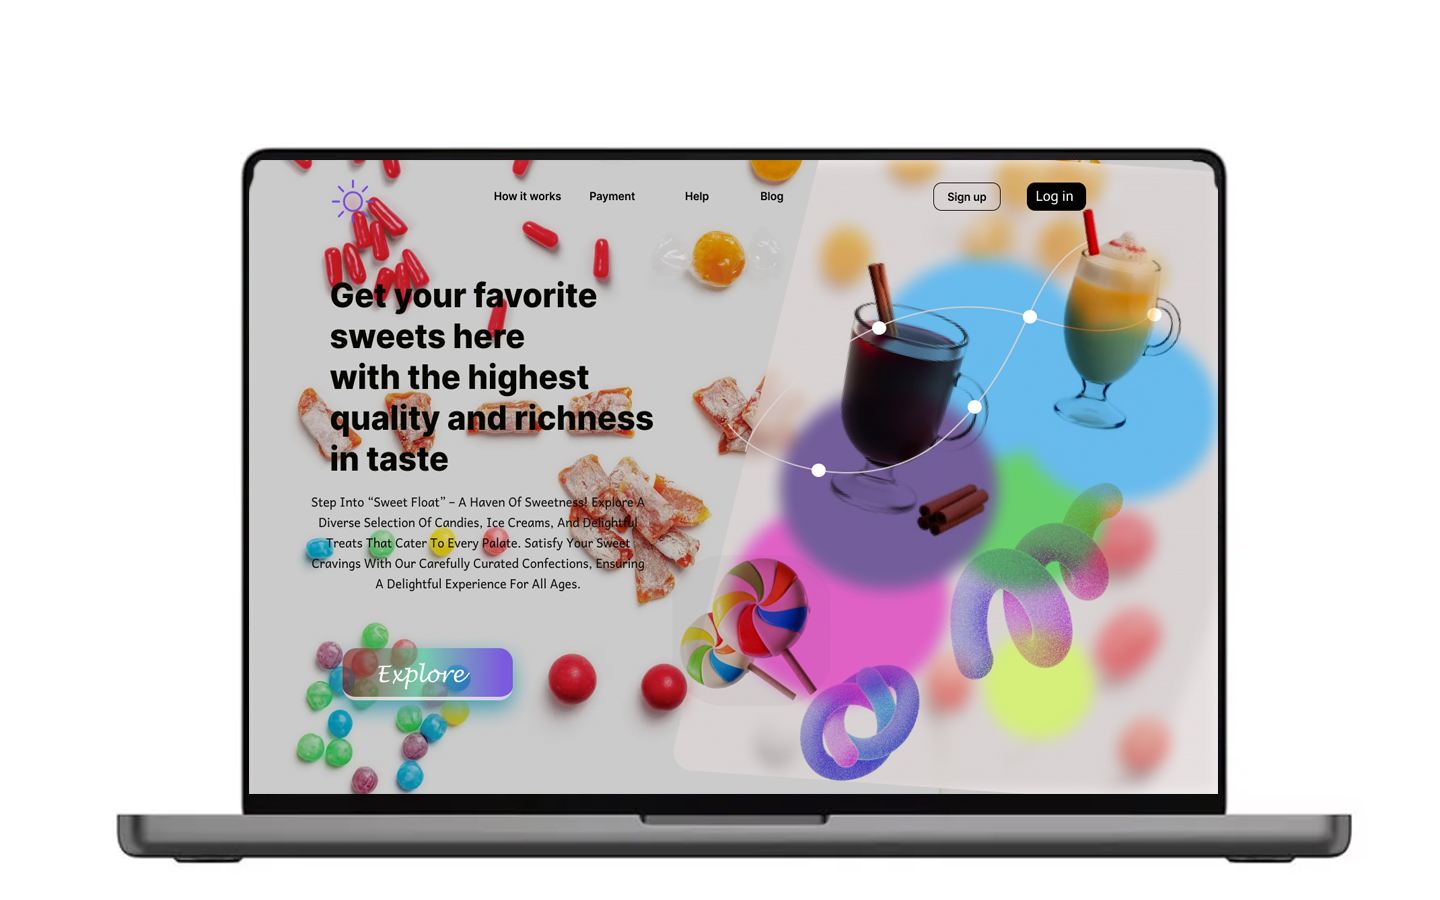 How it works Payment Help Blog Sign up Log in
Get your favorite
sweets here
with the highest
quality and richness
in taste
Step Into “Sweet Float” – A Haven Of Sweetness! Explore A
Diverse Selection Of Candies, Ice Creams, And Delightful
Treats That Cater To Every Palate. Satisfy Your Sweet
Cravings With Our Carefully Curated Confections, Ensuring
A Delightful Experience For All Ages.
Explore